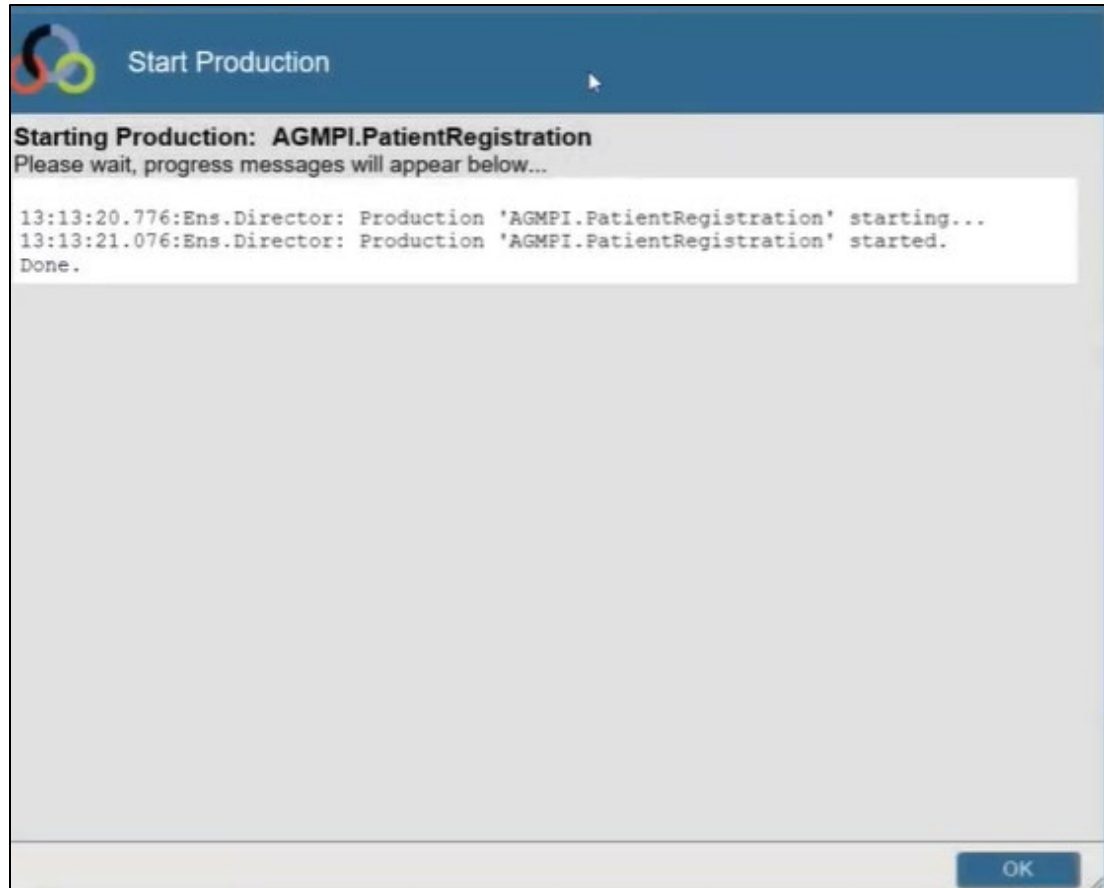 Start Production
Starting Production: AGMPI.PatientRegistration
Please wait, progress messages will appear below...
13:13:20.776:Ens.Director: Production 'AGMPI.PatientRegistration' starting...
13:13:21.076:Ens.Director: Production 'AGMPI.PatientRegistration' started.
Done.
OK